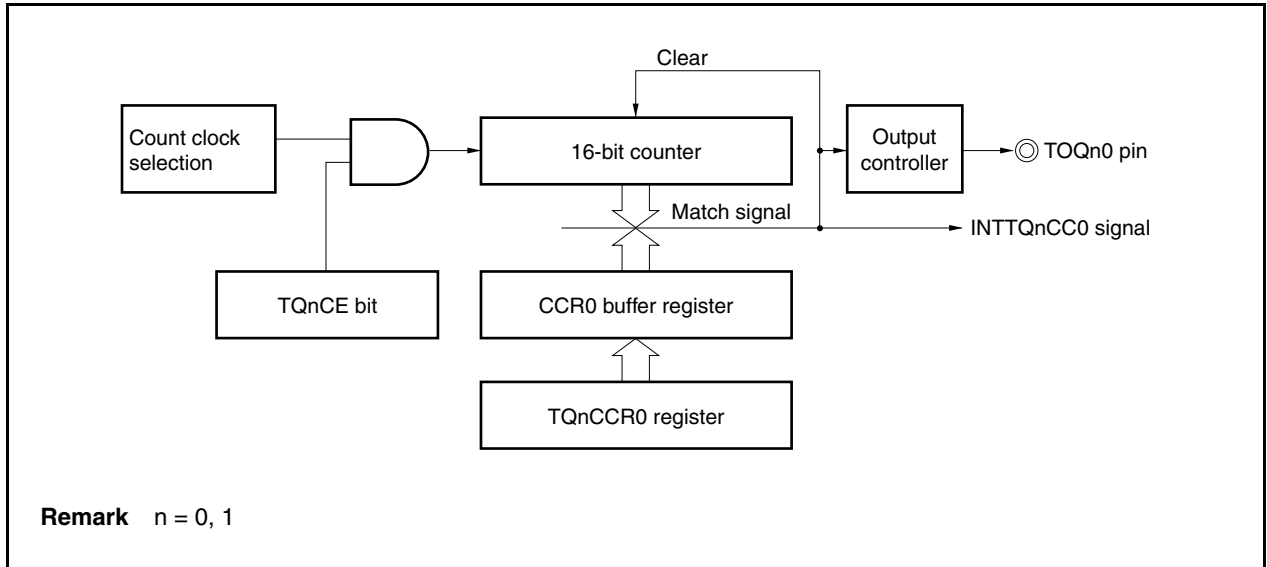 Clear
Count clock
selection
16-bit counter
Output
controller
TOQn0 pin
Match signal
INTTQnCC0 signal
TQnCE bit
CCR0 buffer register
TQnCCR0 register
Remark n = 0, 1